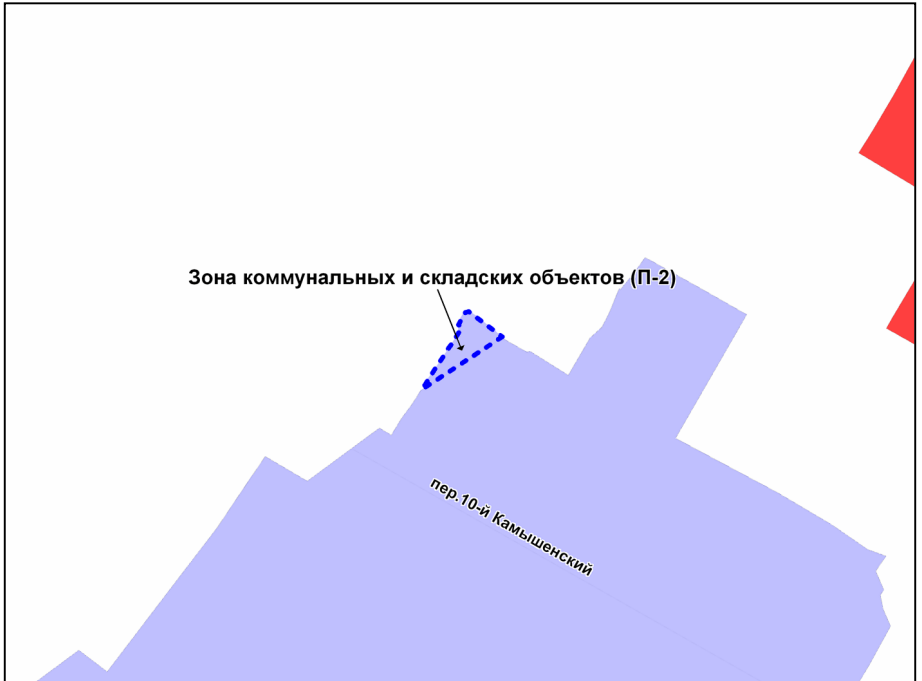 Зона коммунальных и складских объектов (П-2)
пер.10-й Камышенский